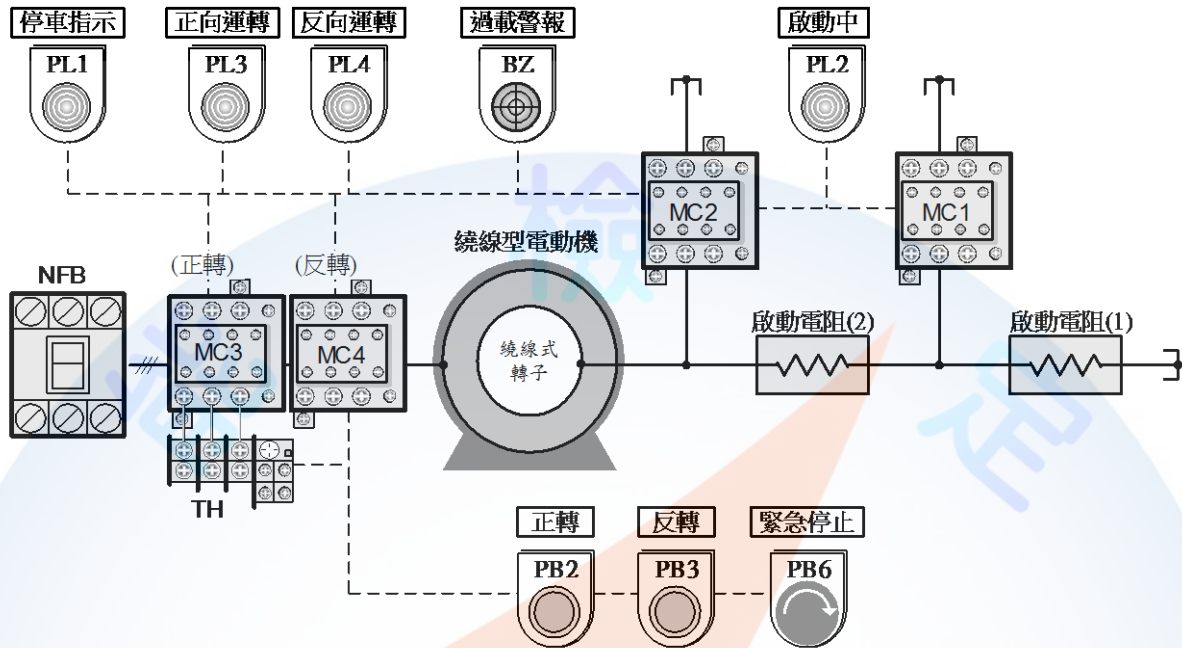 停車指示 正向運轉 反向運轉 過載警報 啟動中
PL1 PL3 PL4 BZ PL2
MC2 MC1
繞線型電動機
(正轉) (反轉)
NFB
啟動電阻(2) 啟動電阻(1)
MC3 MC4
繞線式
轉子
TH
正轉 反轉 緊急停止
PB2 PB3 PB6
檢
定